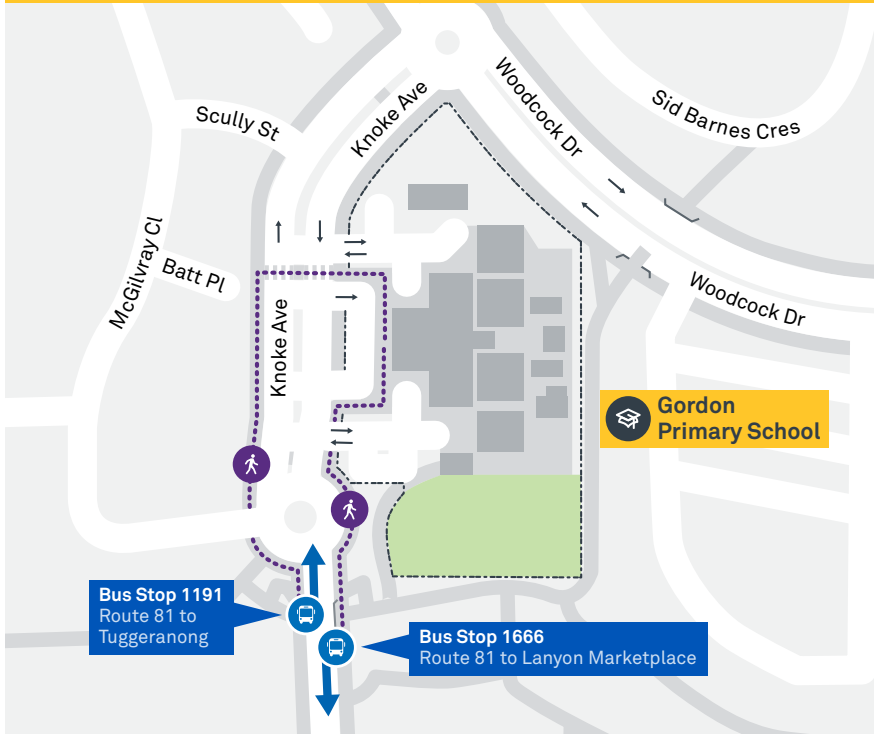 Woodcock Dr
Sid Barnes Cres
Knoke Ave
Scully St
McGilvray Cl
Batt Pl
Woodcock Dr
Knoke Ave
Gordon
Primary School
Bus Stop 1191
Route 81 to
Tuggeranong
Bus Stop 1666
Route 81 to Lanyon Marketplace